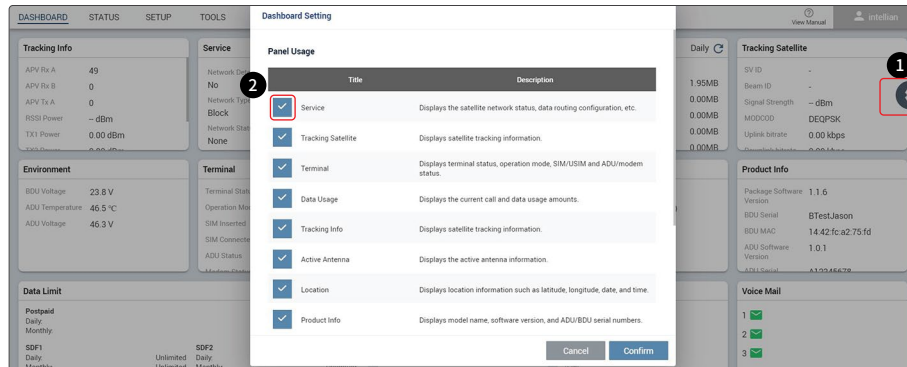 DASHBOARD STATUS SETUP TOOLS
Dashboard Setting
View Manual
intellian
Tracking Info
APV Rx A 49
APV Rx B 0
APV Tx A 0
RSSI Power -- dBm
TX1 Power 0.00 dBm
Service
No
Network Type
Block
None
2
Panel Usage
Title Description
Service Displays the satellite network status, data routing configuration, etc.
Tracking Satellite Displays satellite tracking information.
Terminal Displays terminal status, operation mode, SIM/USIM and ADU/modem
status.
Data Usage Displays the current call and data usage amounts.
Tracking Info Displays satellite tracking information.
Active Antenna Displays the active antenna information.
Location Displays location information such as latitude, longitude, date, and time.
Product Info Displays model name, software version, and ADU/BDU serial numbers.
Cancel Confirm
Daily
1.95MB
0.00MB
0.00MB
0.00MB
0.00MB
Tracking Satellite
1
SV ID -
Beam ID -
Signal Strength -- dBm
MODCOD DEQPSK
Uplink bitrate 0.00 kbps
Environment
BDU Voltage 23.8 V
ADU Temperature 46.5 °C
ADU Voltage 46.3 V
Terminal
Terminal
Operation
SIM Inserted
SIM
ADU Status
Product Info
Package Software 1.1.6
Version
BDU Serial BTestJason
BDU MAC 14:42:fc:a2:75:fd
ADU Software 1.0.1
Version
Data Limit
Postpaid
Daily:
Monthly:
SDF1 SDF2
Daily: Unlimited Daily:
Voice Mail
1
2
3